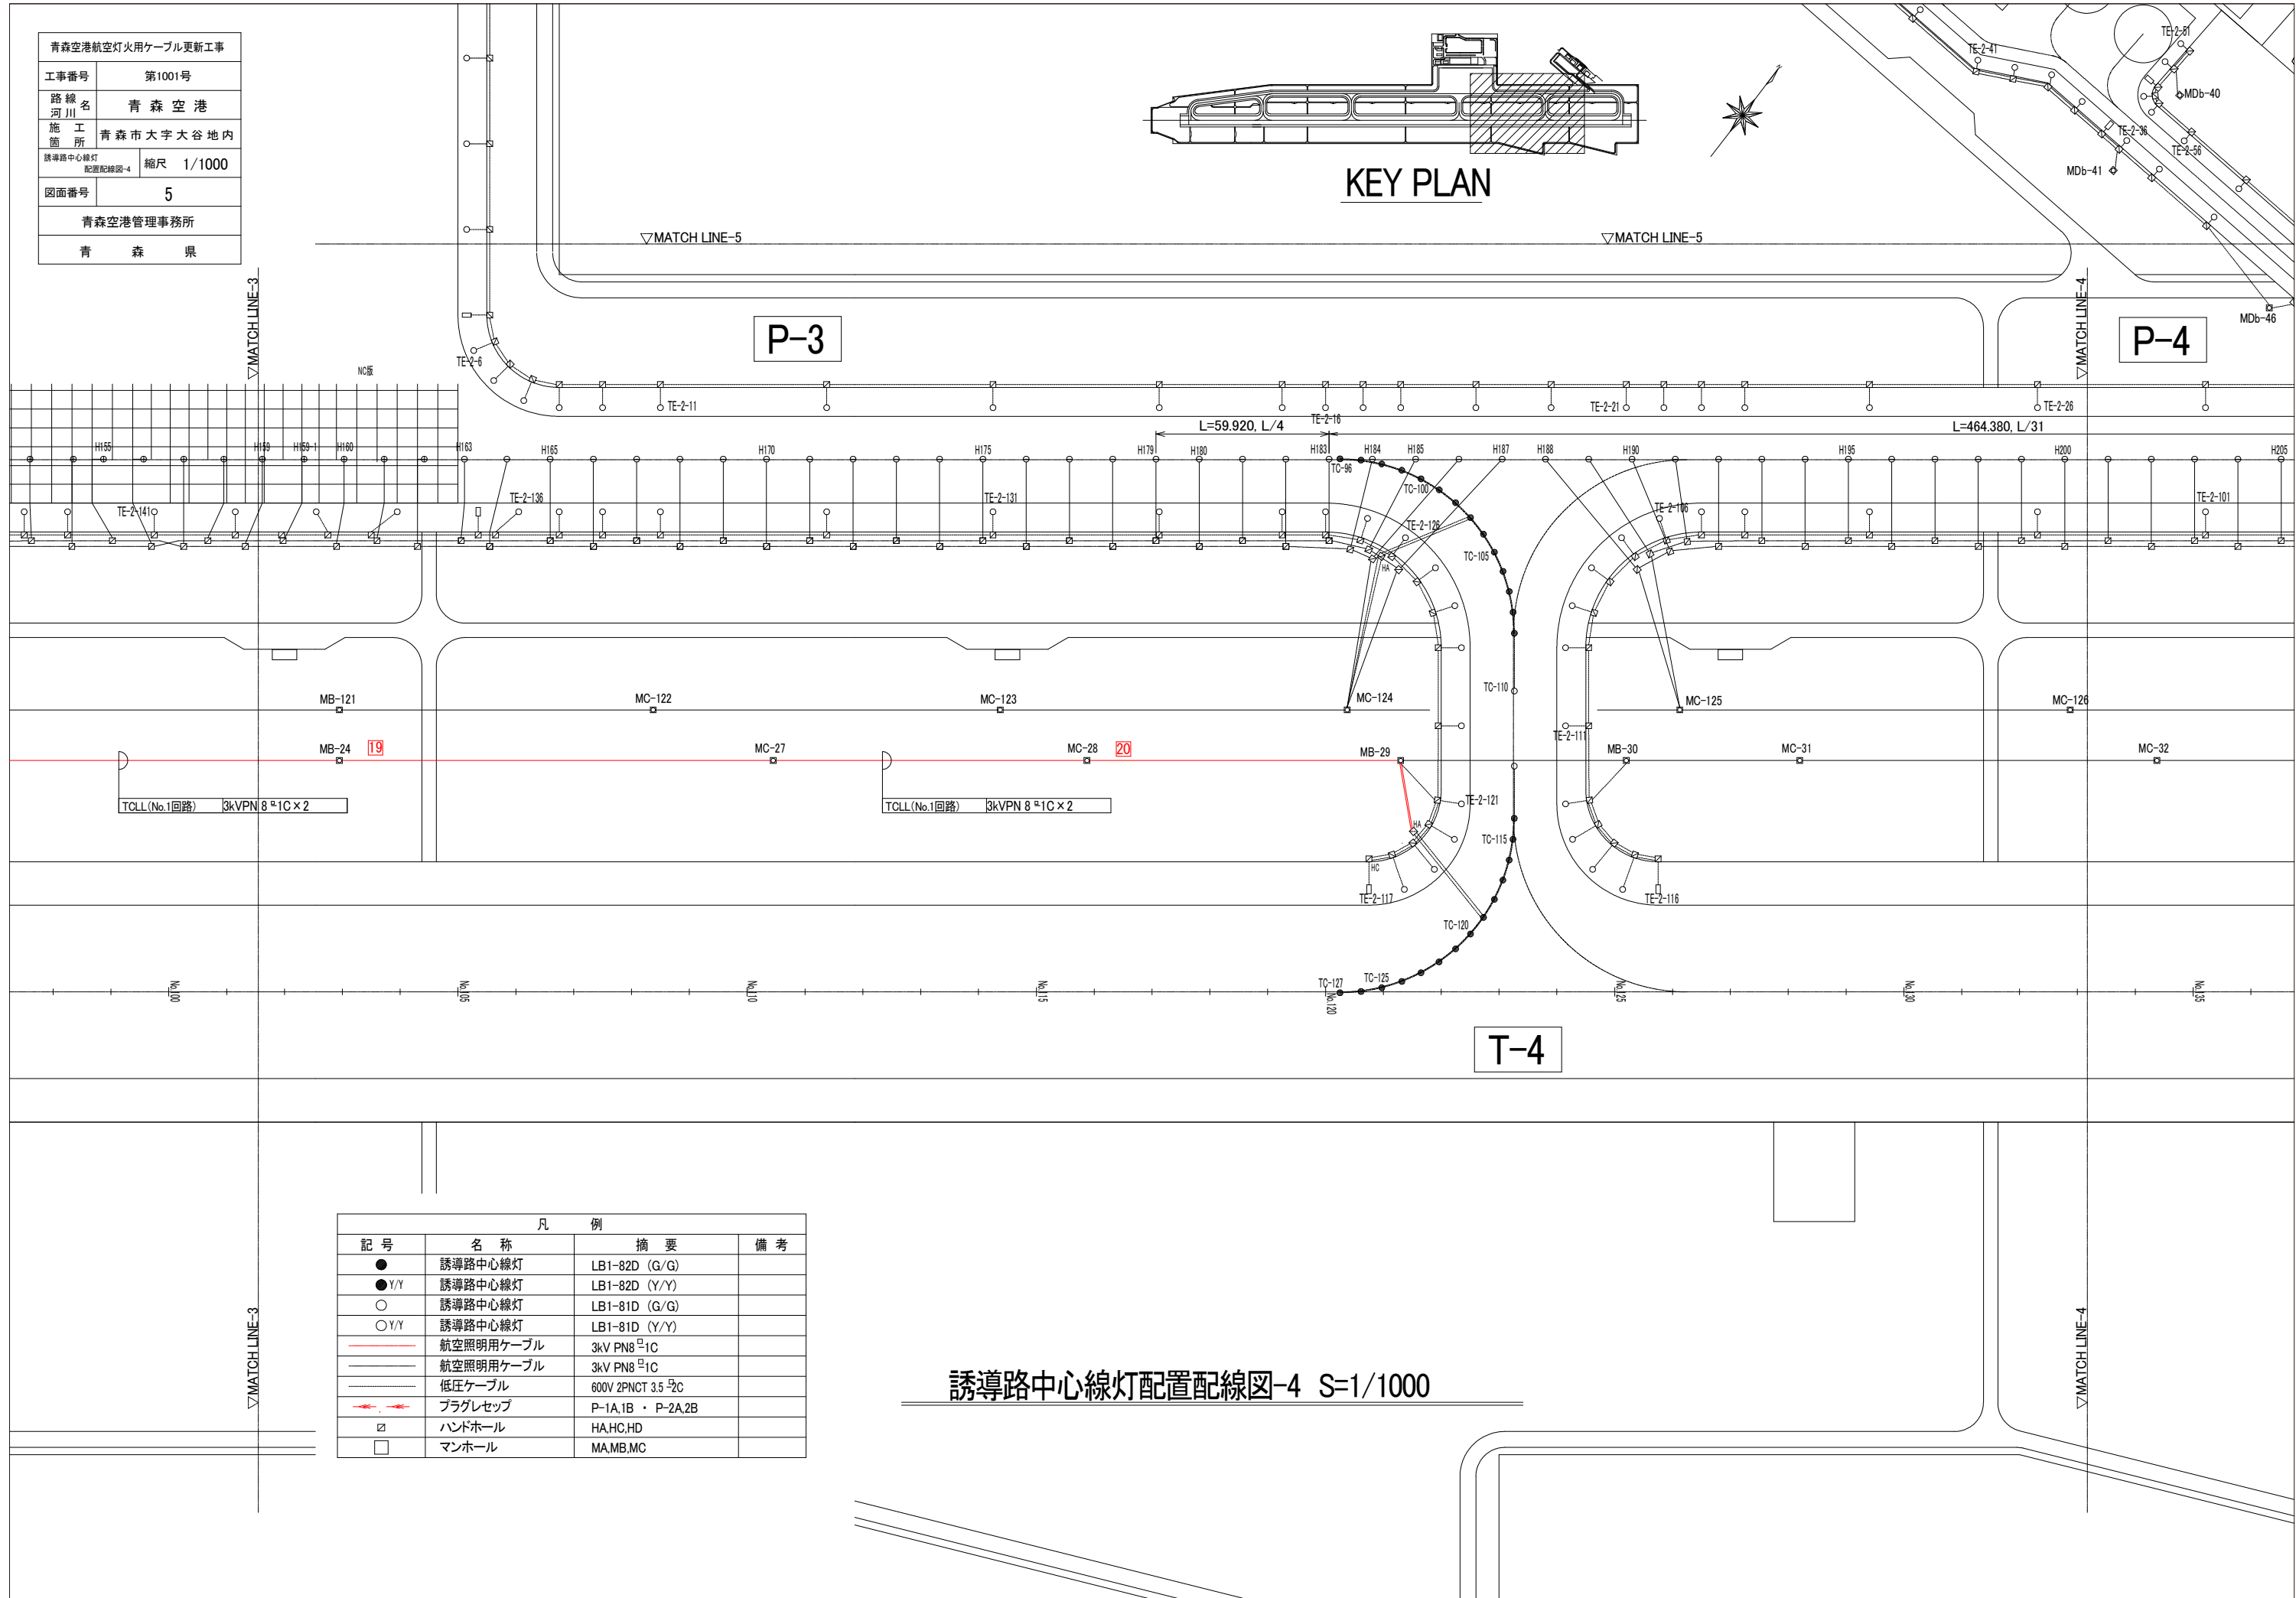 青森空港航空灯火用ケーブル更新工事
工事番号 第1001号
路線河川名 青森空港
施工箇所 青森市大字大谷地内
誘導路中心線灯配置配線図-4 縮尺 1/1000
図面番号 5
青森空港管理事務所
青森県
KEY PLAN
▽MATCH LINE-5 ▽MATCH LINE-5
▽MATCH LINE-3
▽MATCH LINE-4
TE-2-41
TE-2-51
MDb-40
TE-2-36
TE-2-56
MDb-41
MDb-46
P-3
P-4
NC版
TE-2-6
TE-2-11
TE-2-16
TE-2-21
TE-2-26
L=59.920, L/4
L=464.380, L/31
H155 H159 H159-1 H160 H163 H165 H170 H175 H179 H180 H183 H184 H185 H187 H188 H190 H195 H200 H205
TC-96
TC-100
TE-2-141 TE-2-136 TE-2-131 TE-2-126 TE-2-106 TE-2-101
TC-105
HA
TC-110
MB-121 MC-122 MC-123 MC-124 MC-125 MC-126
TE-2-111
MB-24 19 MC-27 MC-28 20 MB-29 MB-30 MC-31 MC-32
TCLL(No.1回路) 3kVPN 8□-1C×2
TCLL(No.1回路) 3kVPN 8□-1C×2
TE-2-121
HA
TC-115
HC
TE-2-117
TE-2-116
TC-120
TC-125
TC-127
No.100 No.105 No.110 No.115 No.120 No.125 No.130 No.135
T-4
凡例
記号 名称 摘要 備考
● 誘導路中心線灯 LB1-82D (G/G)
●Y/Y 誘導路中心線灯 LB1-82D (Y/Y)
○ 誘導路中心線灯 LB1-81D (G/G)
○Y/Y 誘導路中心線灯 LB1-81D (Y/Y)
航空照明用ケーブル 3kV PN8□-1C
航空照明用ケーブル 3kV PN8□-1C
低圧ケーブル 600V 2PNCT 3.5□-2C
プラグレセップ P-1A,1B ・ P-2A,2B
ハンドホール HA,HC,HD
マンホール MA,MB,MC
▽MATCH LINE-3
▽MATCH LINE-4
誘導路中心線灯配置配線図-4 S=1/1000